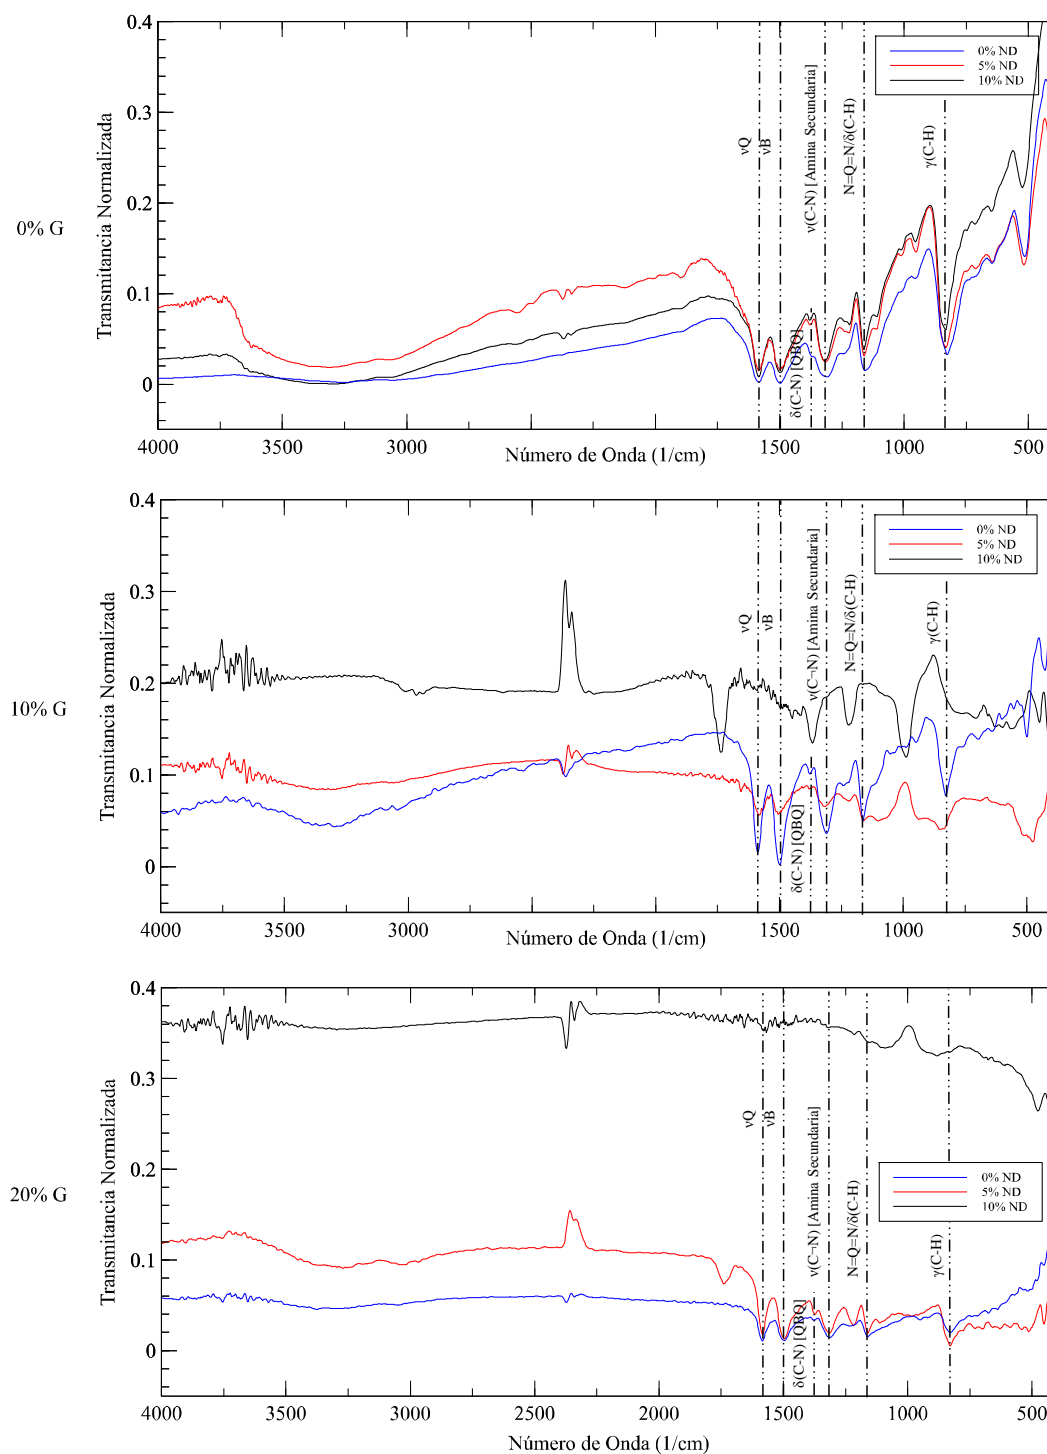 0.4
0.3
0.2
0.1
0
Transmitancia Normalizada
0% G
νQ
νB
δ(C-N) [QBQ]
ν(C-N) [Amina Secundaria]
N=Q=N/δ(C-H)
γ(C-H)
0% ND
5% ND
10% ND
4000 3500 3000 2500 2000 1500 1000 500
Número de Onda (1/cm)
0.4
0.3
0.2
0.1
0
Transmitancia Normalizada
10% G
νQ
νB
δ(C-N) [QBQ]
ν(C¬N) [Amina Secundaria]
N=Q=N/δ(C-H)
γ(C-H)
0% ND
5% ND
10% ND
4000 3500 3000 2500 2000 1500 1000 500
Número de Onda (1/cm)
0.4
0.3
0.2
0.1
0
Transmitancia Normalizada
20% G
νQ
νB
δ(C-N) [QBQ]
ν(C¬N) [Amina Secundaria]
N=Q=N/δ(C-H)
γ(C-H)
0% ND
5% ND
10% ND
4000 3500 3000 2500 2000 1500 1000 500
Número de Onda (1/cm)